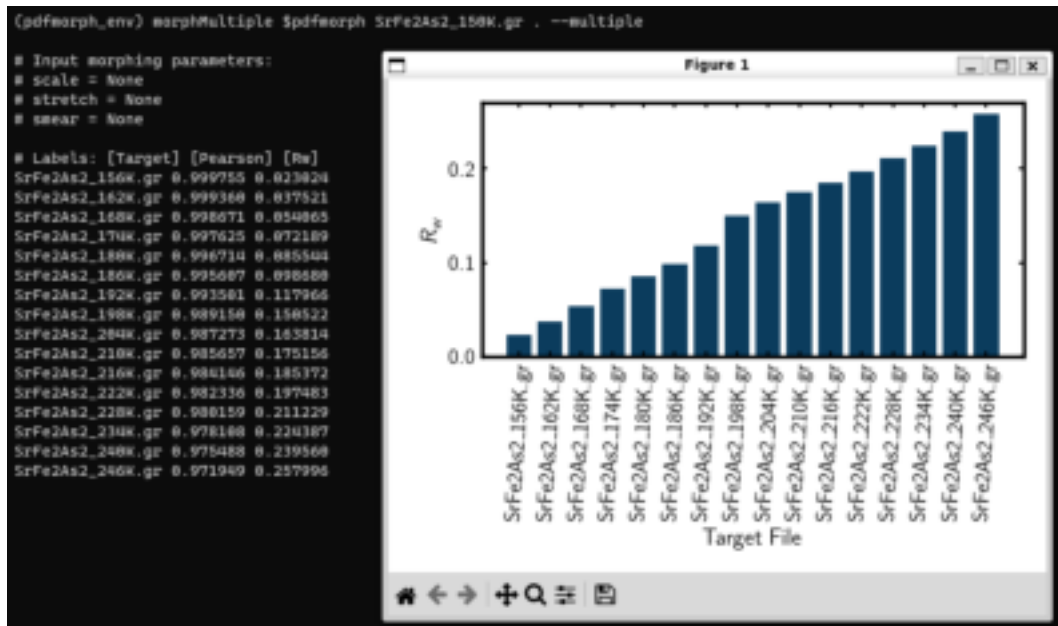 (pdfmorph_env) morphMultiple $pdfmorph SrFe2As2_150K.gr . --multiple
# Input morphing parameters:
# scale = None
# stretch = None
# smear = None
# Labels: [Target] [Pearson] [Rw]
SrFe2As2_156K.gr 0.999755 0.023024
SrFe2As2_162K.gr 0.999360 0.037521
SrFe2As2_168K.gr 0.998671 0.054065
SrFe2As2_174K.gr 0.997625 0.072189
SrFe2As2_180K.gr 0.996714 0.085544
SrFe2As2_186K.gr 0.995607 0.098680
SrFe2As2_192K.gr 0.993501 0.117966
SrFe2As2_198K.gr 0.989150 0.150522
SrFe2As2_204K.gr 0.987273 0.163814
SrFe2As2_210K.gr 0.985657 0.175156
SrFe2As2_216K.gr 0.984146 0.185372
SrFe2As2_222K.gr 0.982336 0.197483
SrFe2As2_228K.gr 0.980159 0.211229
SrFe2As2_234K.gr 0.978108 0.224387
SrFe2As2_240K.gr 0.975488 0.239560
SrFe2As2_246K.gr 0.971949 0.257996
Figure 1
0.2
0.1
0.0
Rw
SrFe2As2_156K.gr
SrFe2As2_162K.gr
SrFe2As2_168K.gr
SrFe2As2_174K.gr
SrFe2As2_180K.gr
SrFe2As2_186K.gr
SrFe2As2_192K.gr
SrFe2As2_198K.gr
SrFe2As2_204K.gr
SrFe2As2_210K.gr
SrFe2As2_216K.gr
SrFe2As2_222K.gr
SrFe2As2_228K.gr
SrFe2As2_234K.gr
SrFe2As2_240K.gr
SrFe2As2_246K.gr
Target File